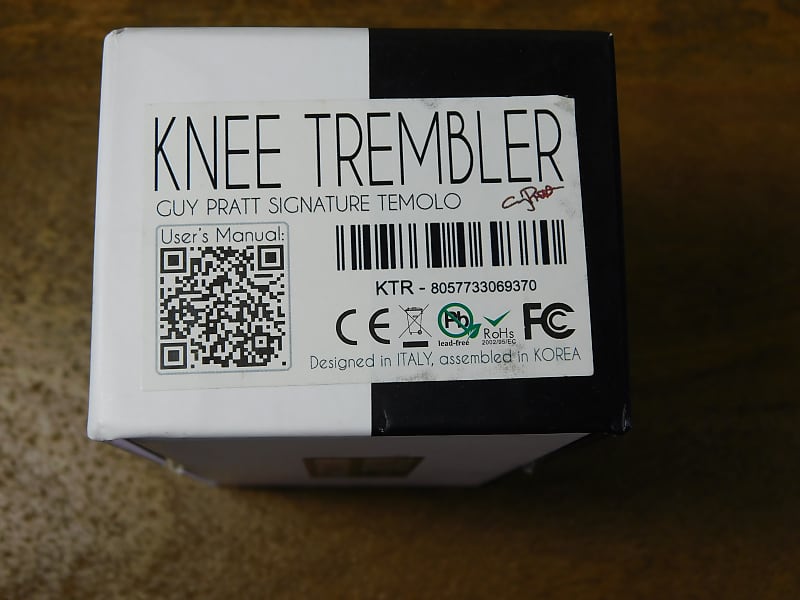 KNEE TREMBLER
GUY PRATT SIGNATURE TEMOLO
User's Manual:
KTR - 8057733069370
CE
Pb
lead-free
RoHs
2002/95/EC
FC
Designed in ITALY, assembled in KOREA